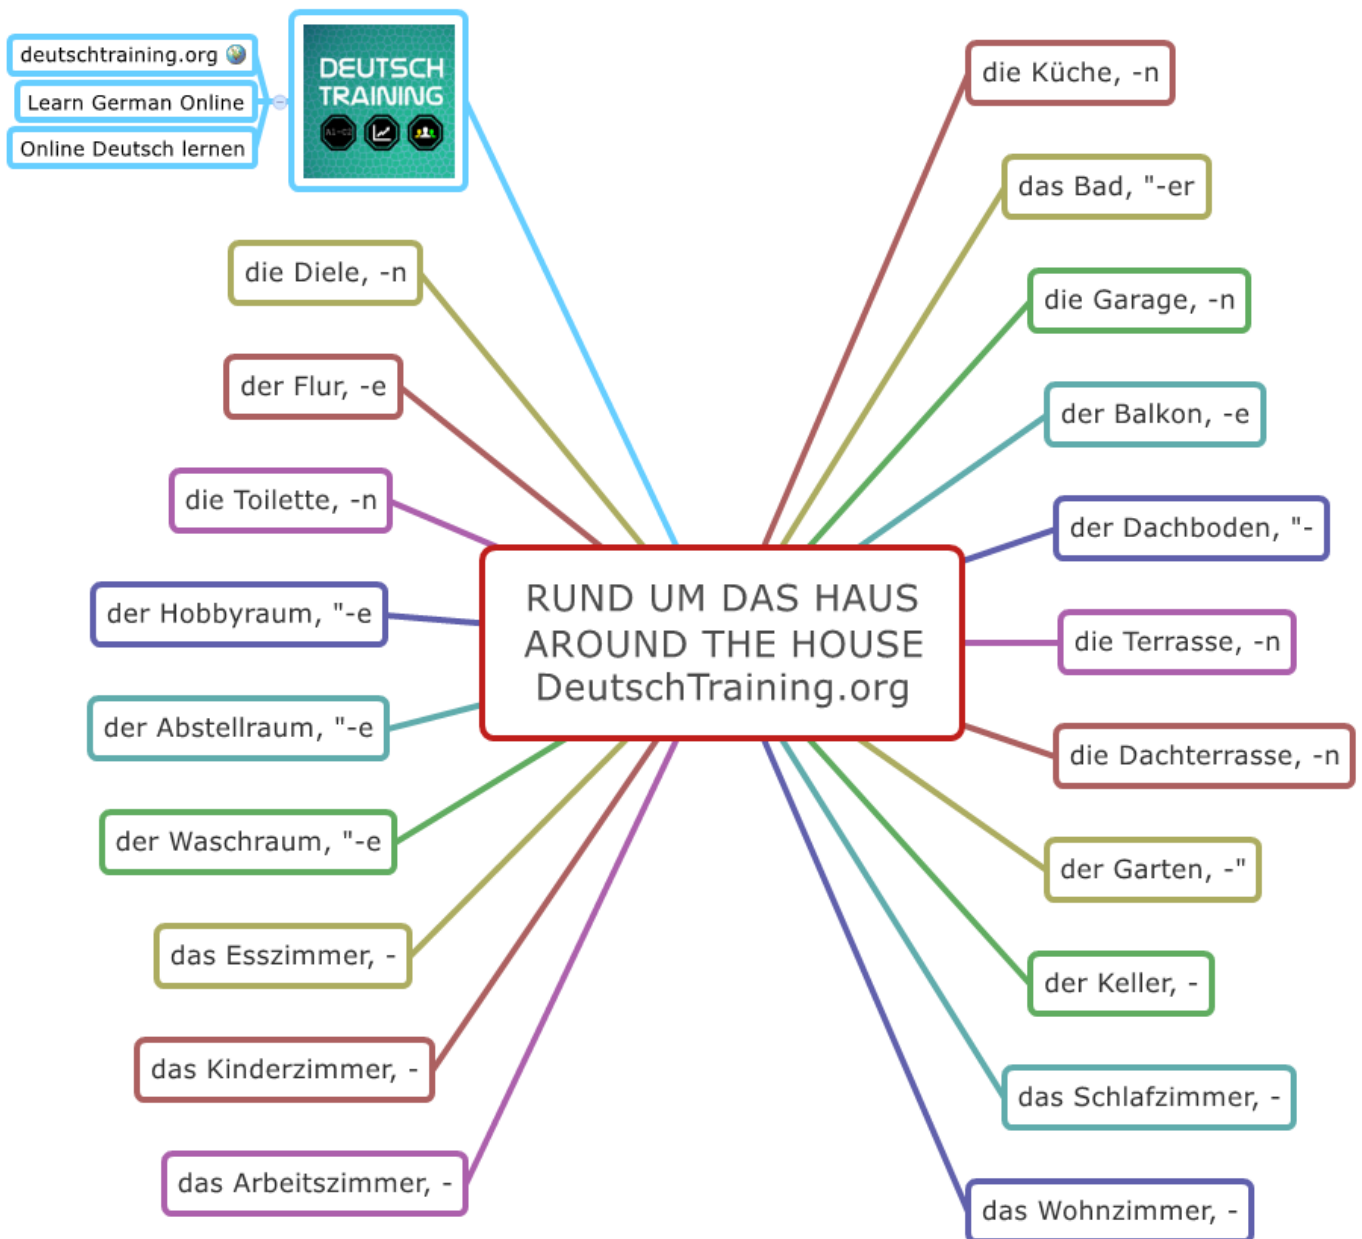 deutschtraining.org
Learn German Online
Online Deutsch lernen
DEUTSCH
TRAINING
A1-C2
die Diele, -n
der Flur, -e
die Toilette, -n
der Hobbyraum, "-e
der Abstellraum, "-e
der Waschraum, "-e
das Esszimmer, -
das Kinderzimmer, -
das Arbeitszimmer, -
RUND UM DAS HAUS
AROUND THE HOUSE
DeutschTraining.org
die Küche, -n
das Bad, "-er
die Garage, -n
der Balkon, -e
der Dachboden, "-
die Terrasse, -n
die Dachterrasse, -n
der Garten, -"
der Keller, -
das Schlafzimmer, -
das Wohnzimmer, -